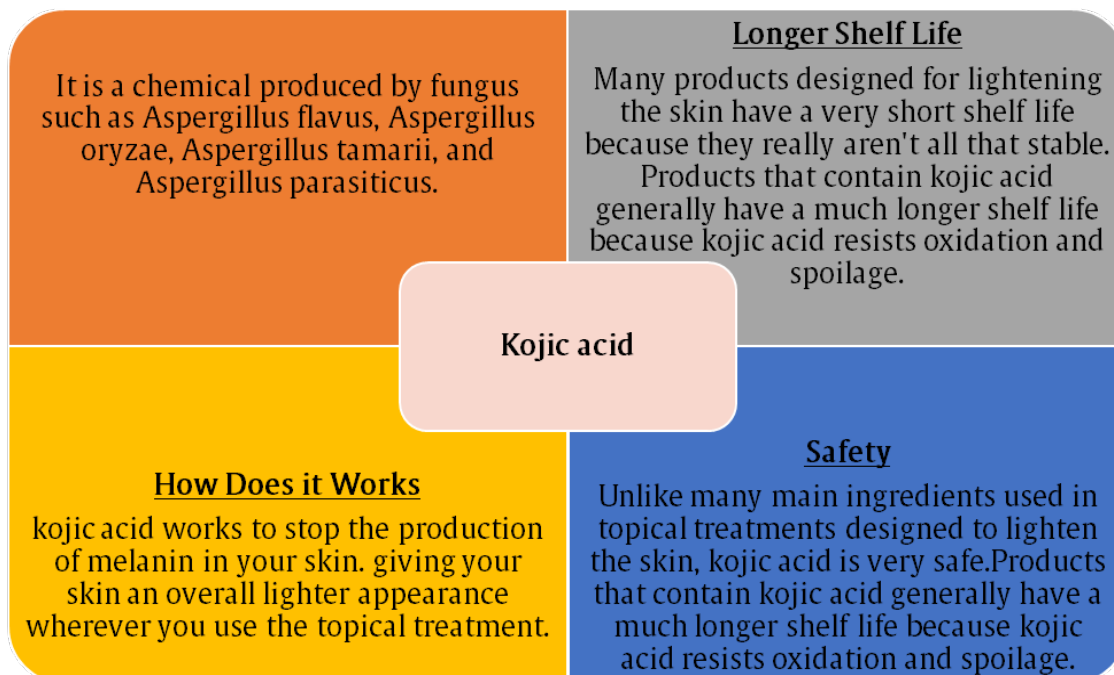 It is a chemical produced by fungus
such as Aspergillus flavus, Aspergillus
oryzae, Aspergillus tamarii, and
Aspergillus parasiticus.
Longer Shelf Life
Many products designed for lightening
the skin have a very short shelf life
because they really aren't all that stable.
Products that contain kojic acid
generally have a much longer shelf life
because kojic acid resists oxidation and
spoilage.
Kojic acid
How Does it Works
kojic acid works to stop the production
of melanin in your skin. giving your
skin an overall lighter appearance
wherever you use the topical treatment.
Safety
Unlike many main ingredients used in
topical treatments designed to lighten
the skin, kojic acid is very safe.Products
that contain kojic acid generally have a
much longer shelf life because kojic
acid resists oxidation and spoilage.